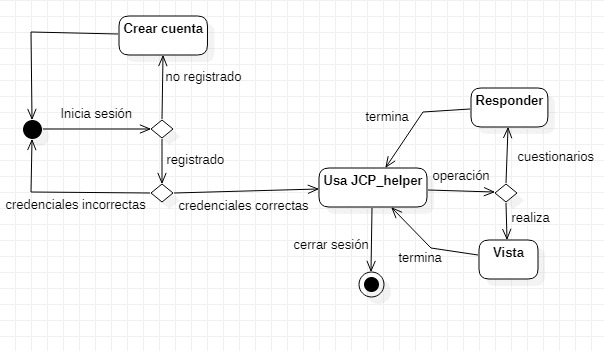 Crear cuenta
no registrado
Inicia sesión
registrado
credenciales incorrectas
credenciales correctas
Usa JCP_helper
operación
termina
Responder
cuestionarios
realiza
Vista
termina
cerrar sesión